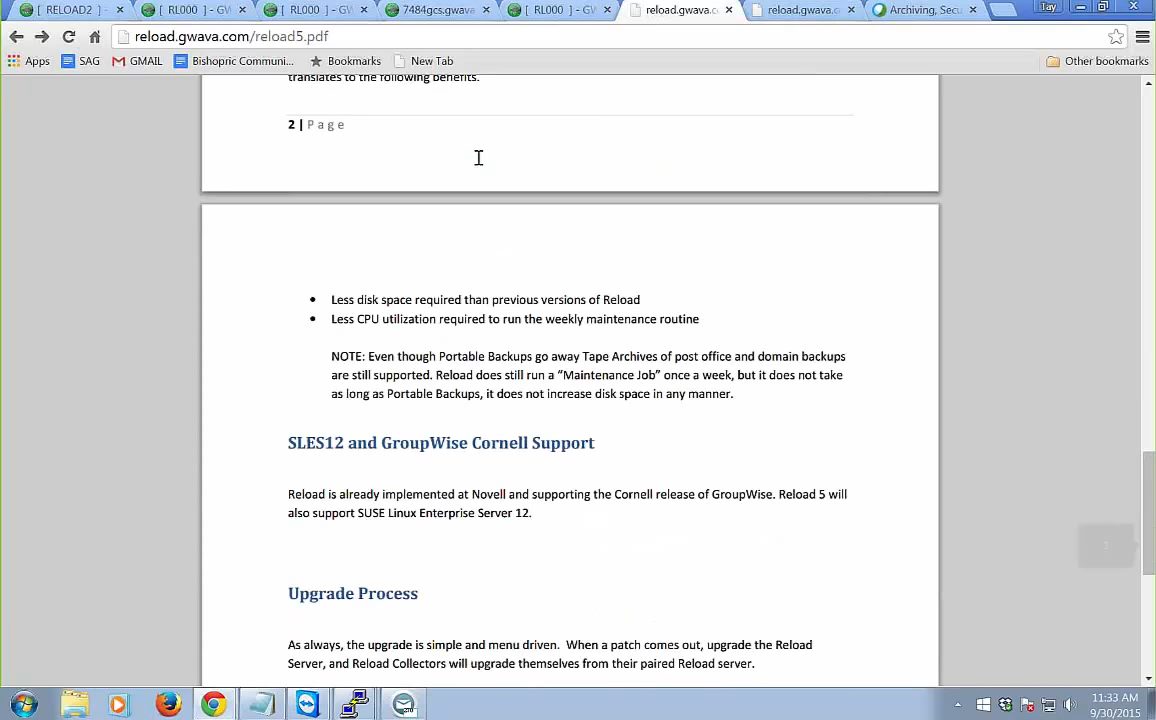 [ RELOAD2 ] -
[ RL000 ] - GW
[ RL000 ] - GW
7484gcs.gwava
[ RL000 ] - GW
reload.gwava.c
reload.gwava.c
Archiving, Secu
Tay
reload.gwava.com/reload5.pdf
Apps
SAG
GMAIL
Bishopric Communi...
Bookmarks
New Tab
Other bookmarks
translates to the following benefits.
2 | Page
• Less disk space required than previous versions of Reload
• Less CPU utilization required to run the weekly maintenance routine
NOTE: Even though Portable Backups go away Tape Archives of post office and domain backups
are still supported. Reload does still run a “Maintenance Job” once a week, but it does not take
as long as Portable Backups, it does not increase disk space in any manner.
SLES12 and GroupWise Cornell Support
Reload is already implemented at Novell and supporting the Cornell release of GroupWise. Reload 5 will
also support SUSE Linux Enterprise Server 12.
Upgrade Process
As always, the upgrade is simple and menu driven.  When a patch comes out, upgrade the Reload
Server, and Reload Collectors will upgrade themselves from their paired Reload server.
11:33 AM
9/30/2015